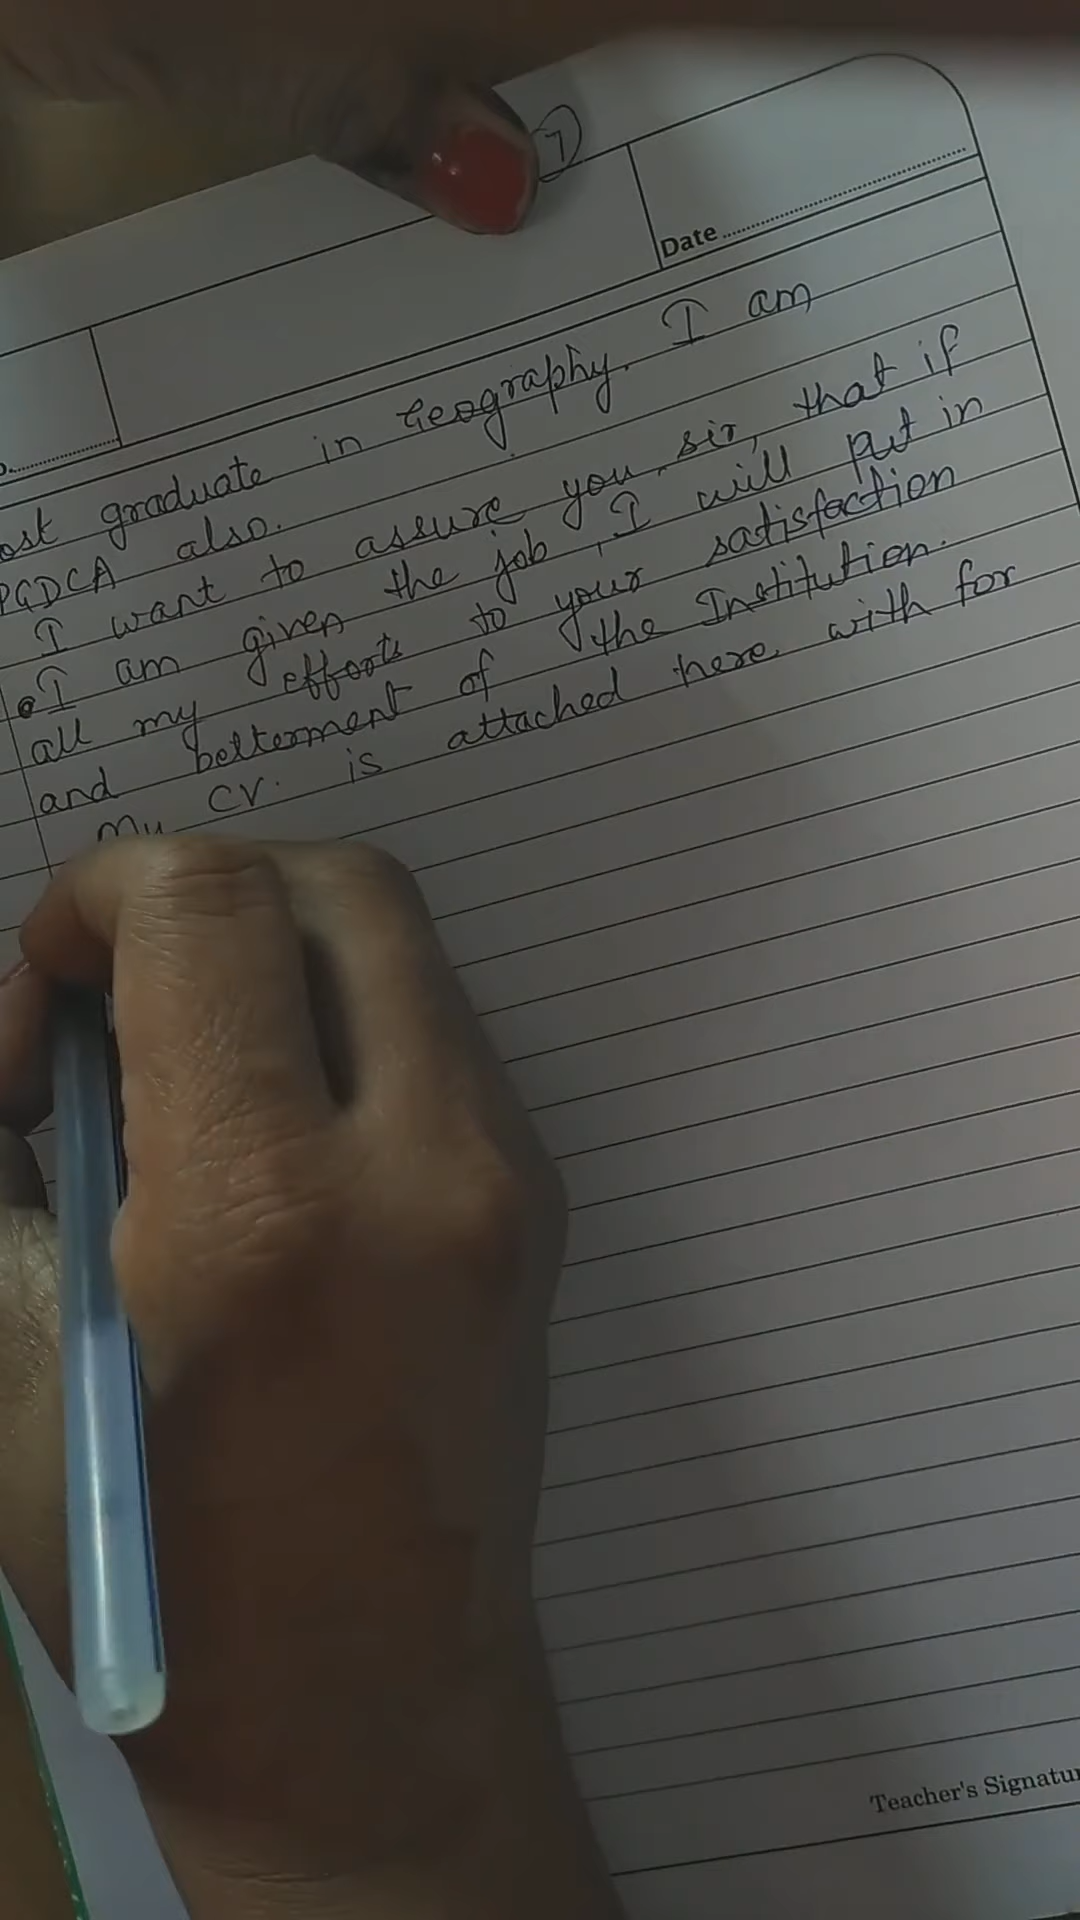 7
Date
ost graduate in Geography. I am
PGDCA also.
I want to assure you sir, that if
I am given the job, I will put in
all my efforts to your satisfaction
and betterment of the Institution.
My CV. is attached here with for
Teacher's Signatu